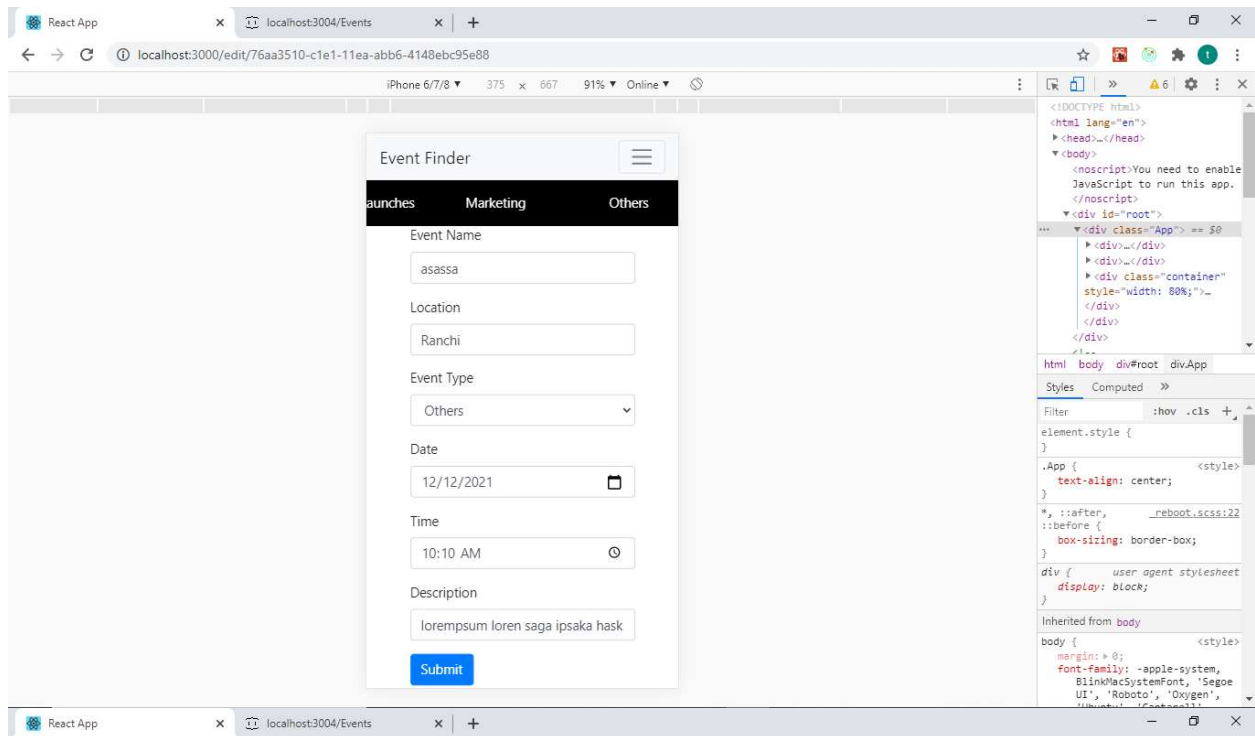 React App
localhost:3004/Events
localhost:3000/edit/76aa3510-c1e1-11ea-abb6-4148ebc95e88
t
iPhone 6/7/8 ▼ 375 x 667 91% ▼ Online ▼
6
Event Finder
aunches Marketing Others
Event Name
asassa
Location
Ranchi
Event Type
Others
Date
12/12/2021
Time
10:10 AM
Description
lorempsum loren saga ipsaka hask
Submit
<!DOCTYPE html>
<html lang="en">
▶<head>…</head>
▼<body>
<noscript>You need to enable
JavaScript to run this app.
</noscript>
▼<div id="root">
▼<div class="App"> == $0
▶<div>…</div>
▶<div>…</div>
▶<div class="container"
style="width: 80%;">…
</div>
</div>
</div>
html body div#root div.App
Styles Computed »
Filter :hov .cls +
element.style {
}
.App { <style>
text-align: center;
}
*, ::after, _reboot.scss:22
::before {
box-sizing: border-box;
}
div { user agent stylesheet
display: block;
}
Inherited from body
body { <style>
margin: ▶ 0;
font-family: -apple-system,
BlinkMacSystemFont, 'Segoe
UI', 'Roboto', 'Oxygen',
React App
localhost:3004/Events